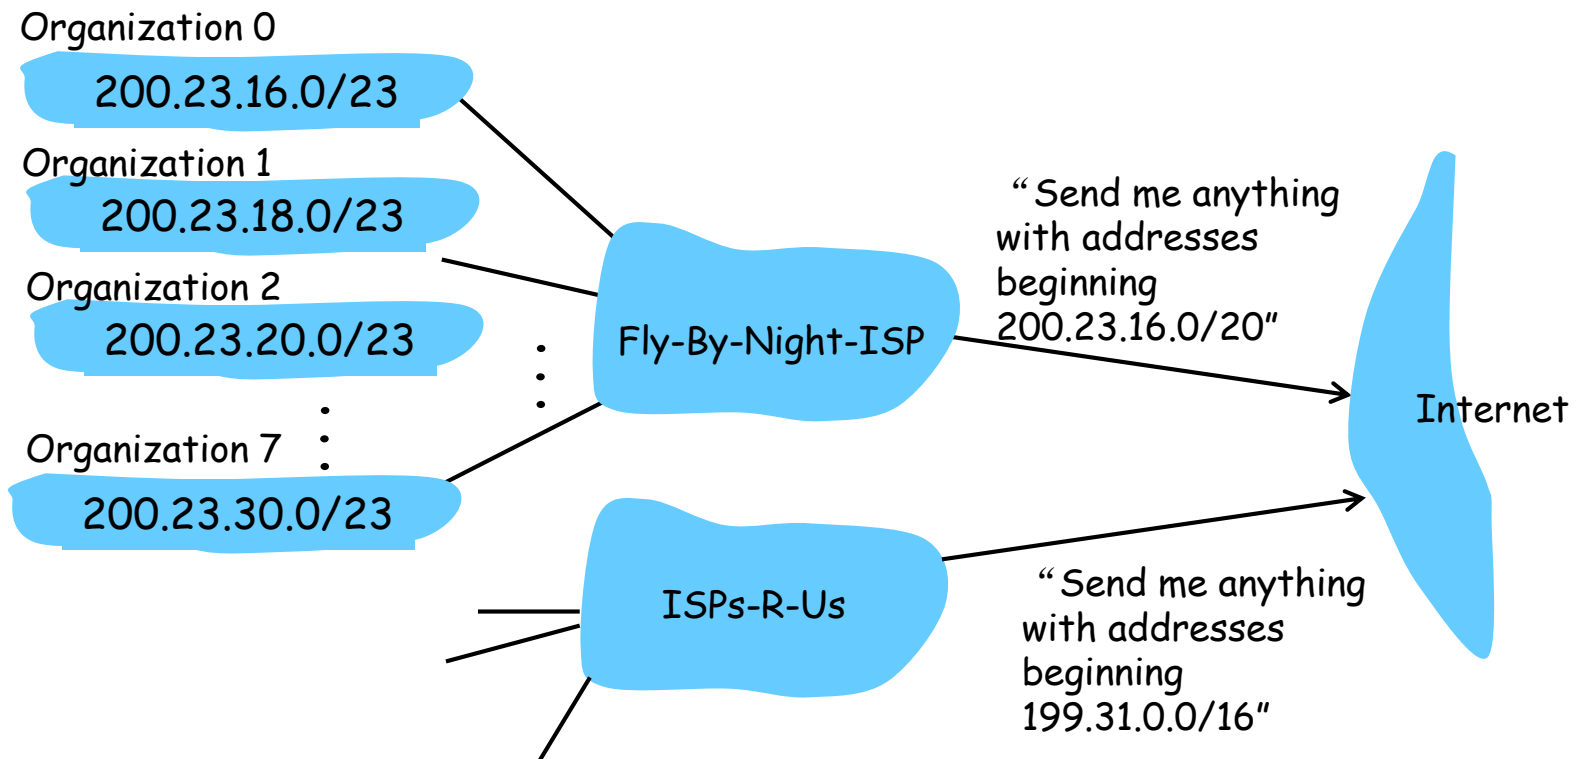 Organization 0
200.23.16.0/23
Organization 1
200.23.18.0/23
Organization 2
200.23.20.0/23
Organization 7
200.23.30.0/23
Fly-By-Night-ISP
“Send me anything
with addresses
beginning
200.23.16.0/20”
Internet
ISPs-R-Us
“Send me anything
with addresses
beginning
199.31.0.0/16”